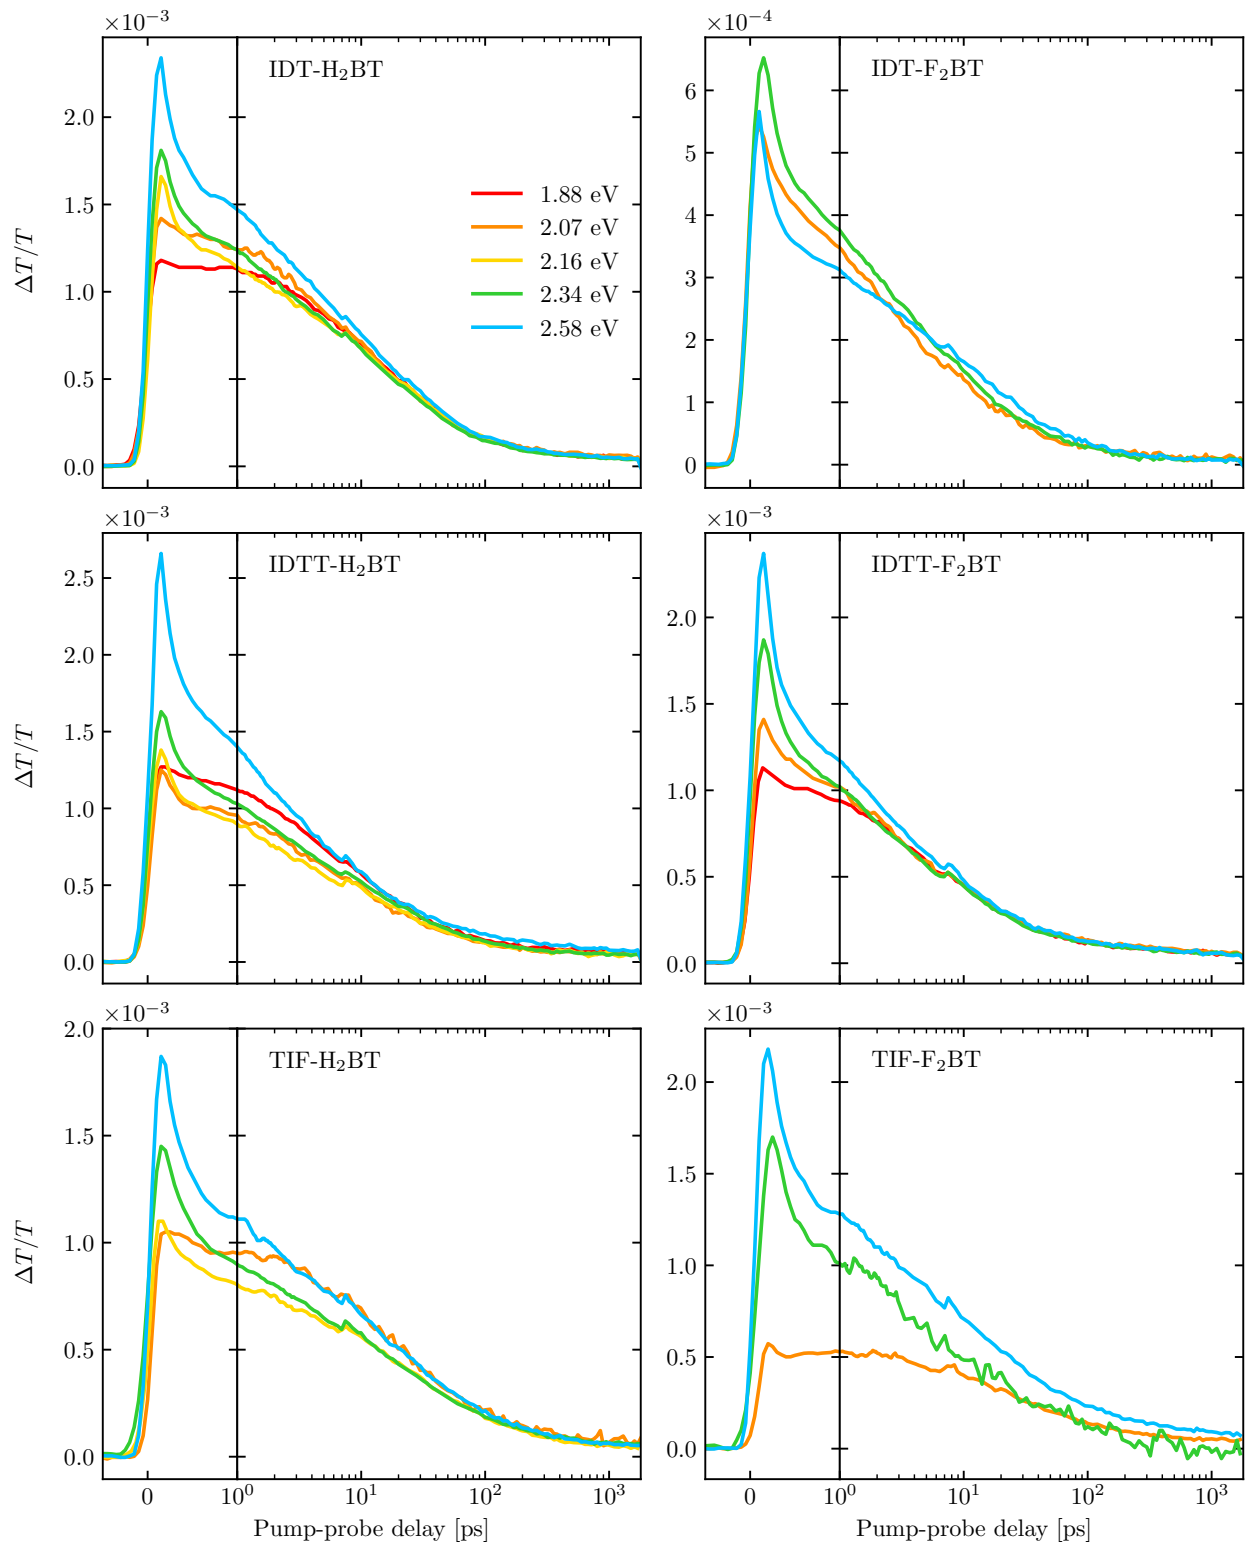 ×10⁻³
IDT-H₂BT
2.0
1.5
1.0
0.5
0.0
ΔT/T
1.88 eV
2.07 eV
2.16 eV
2.34 eV
2.58 eV
×10⁻⁴
IDT-F₂BT
6
5
4
3
2
1
0
×10⁻³
IDTT-H₂BT
2.5
2.0
1.5
1.0
0.5
0.0
ΔT/T
×10⁻³
IDTT-F₂BT
2.0
1.5
1.0
0.5
0.0
×10⁻³
TIF-H₂BT
2.0
1.5
1.0
0.5
0.0
ΔT/T
0 10⁰ 10¹ 10² 10³
Pump-probe delay [ps]
×10⁻³
TIF-F₂BT
2.0
1.5
1.0
0.5
0.0
0 10⁰ 10¹ 10² 10³
Pump-probe delay [ps]